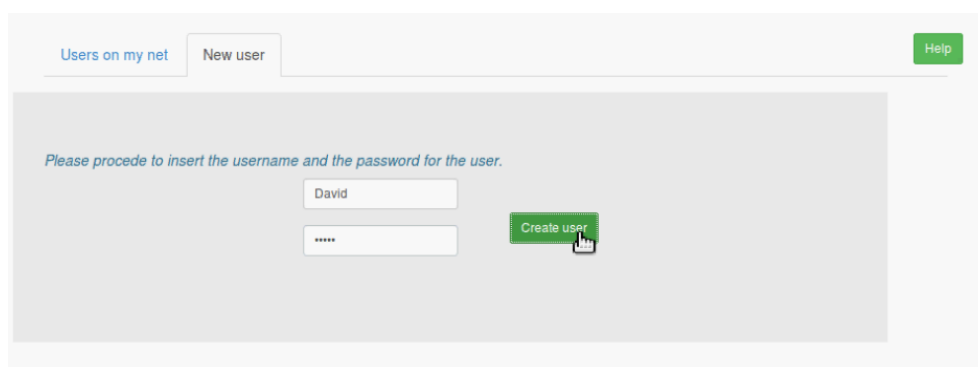 Users on my net
New user
Help
Please procede to insert the username and the password for the user.
David
•••••
Create user